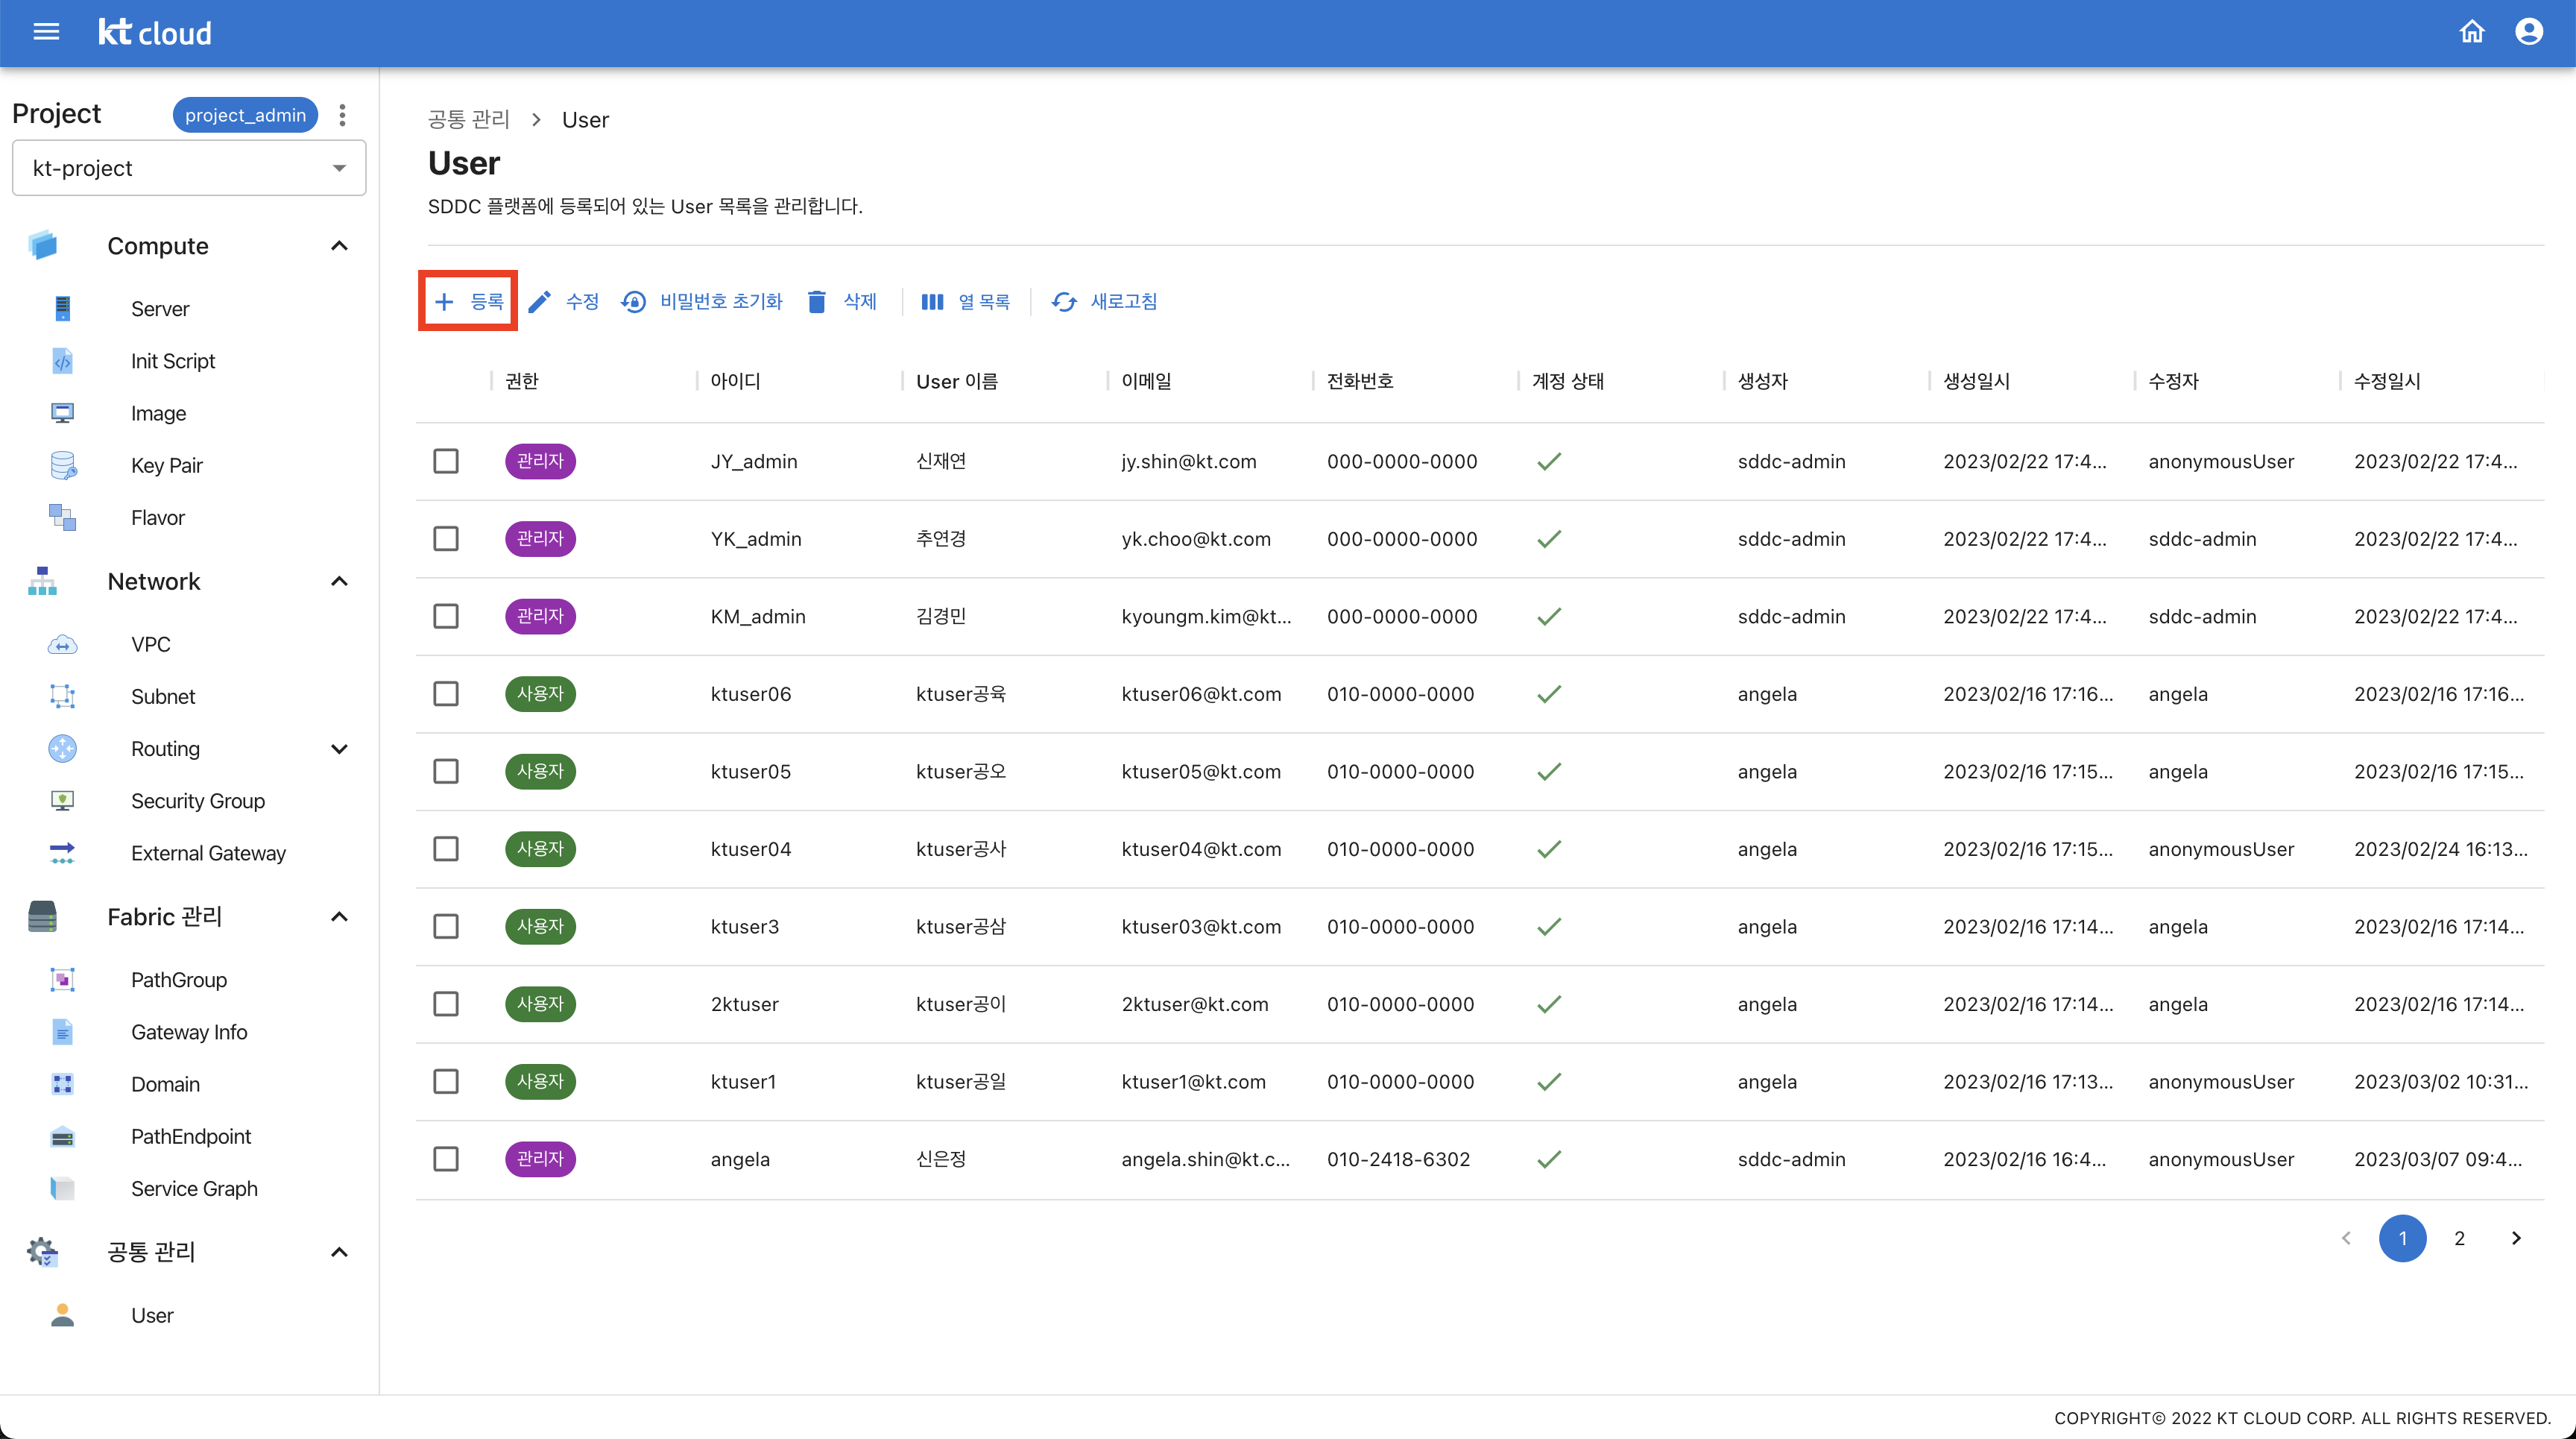 kt cloud
Project project_admin
kt-project
Compute
Server
Init Script
Image
Key Pair
Flavor
Network
VPC
Subnet
Routing
Security Group
External Gateway
Fabric 관리
PathGroup
Gateway Info
Domain
PathEndpoint
Service Graph
공통 관리
User
공통 관리 > User
User
SDDC 플랫폼에 등록되어 있는 User 목록을 관리합니다.
등록 수정 비밀번호 초기화 삭제 열 목록 새로고침
권한 아이디 User 이름 이메일 전화번호 계정 상태 생성자 생성일시 수정자 수정일시
관리자 JY_admin 신재연 jy.shin@kt.com 000-0000-0000 sddc-admin 2023/02/22 17:4... anonymousUser 2023/02/22 17:4...
관리자 YK_admin 추연경 yk.choo@kt.com 000-0000-0000 sddc-admin 2023/02/22 17:4... sddc-admin 2023/02/22 17:4...
관리자 KM_admin 김경민 kyoungm.kim@kt... 000-0000-0000 sddc-admin 2023/02/22 17:4... sddc-admin 2023/02/22 17:4...
사용자 ktuser06 ktuser공육 ktuser06@kt.com 010-0000-0000 angela 2023/02/16 17:16... angela 2023/02/16 17:16...
사용자 ktuser05 ktuser공오 ktuser05@kt.com 010-0000-0000 angela 2023/02/16 17:15... angela 2023/02/16 17:15...
사용자 ktuser04 ktuser공사 ktuser04@kt.com 010-0000-0000 angela 2023/02/16 17:15... anonymousUser 2023/02/24 16:13...
사용자 ktuser3 ktuser공삼 ktuser03@kt.com 010-0000-0000 angela 2023/02/16 17:14... angela 2023/02/16 17:14...
사용자 2ktuser ktuser공이 2ktuser@kt.com 010-0000-0000 angela 2023/02/16 17:14... angela 2023/02/16 17:14...
사용자 ktuser1 ktuser공일 ktuser1@kt.com 010-0000-0000 angela 2023/02/16 17:13... anonymousUser 2023/03/02 10:31...
관리자 angela 신은정 angela.shin@kt.c... 010-2418-6302 sddc-admin 2023/02/16 16:4... anonymousUser 2023/03/07 09:4...
1 2
COPYRIGHT© 2022 KT CLOUD CORP. ALL RIGHTS RESERVED.